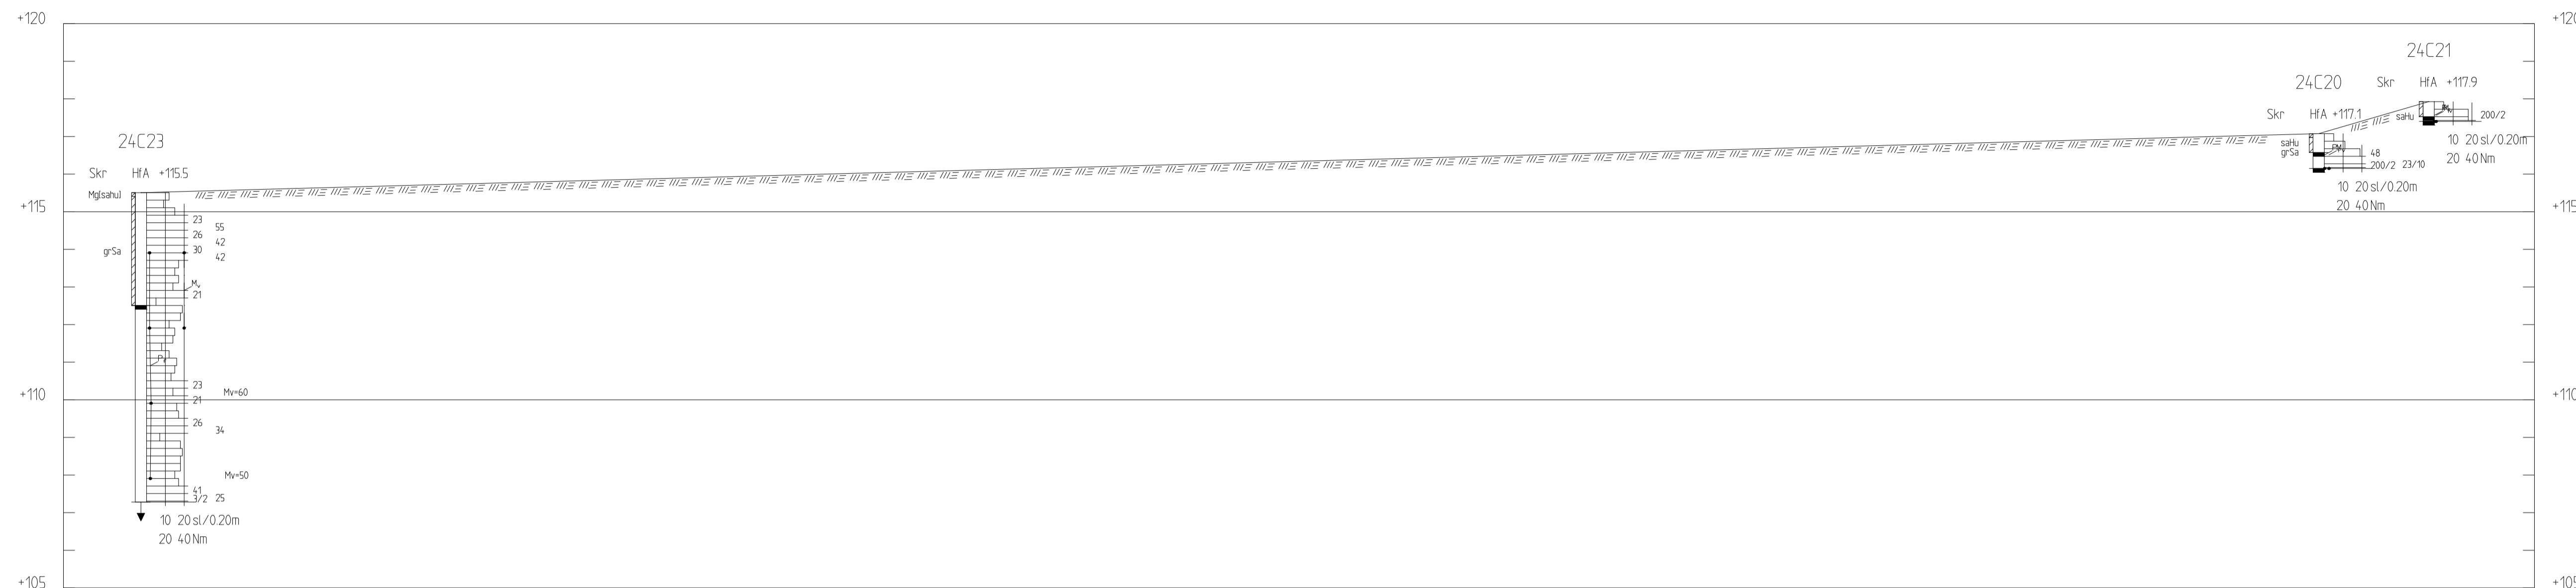 +120
+120
24C21
24C20
Skr HfA +117.9
Skr HfA +117.1
saHu
200/2
10 20 sl/0.20m
20 40 Nm
24C23
saHu
grSa
48
200/2 23/10
Skr HfA +115.5
10 20 sl/0.20m
20 40 Nm
Mg[sahu]
+115
+115
23
55
26
42
30
grSa
42
Mv
21
23
Mv=60
+110
+110
21
26
34
Mv=50
41
3/2 25
10 20 sl/0.20m
20 40 Nm
+105
+105